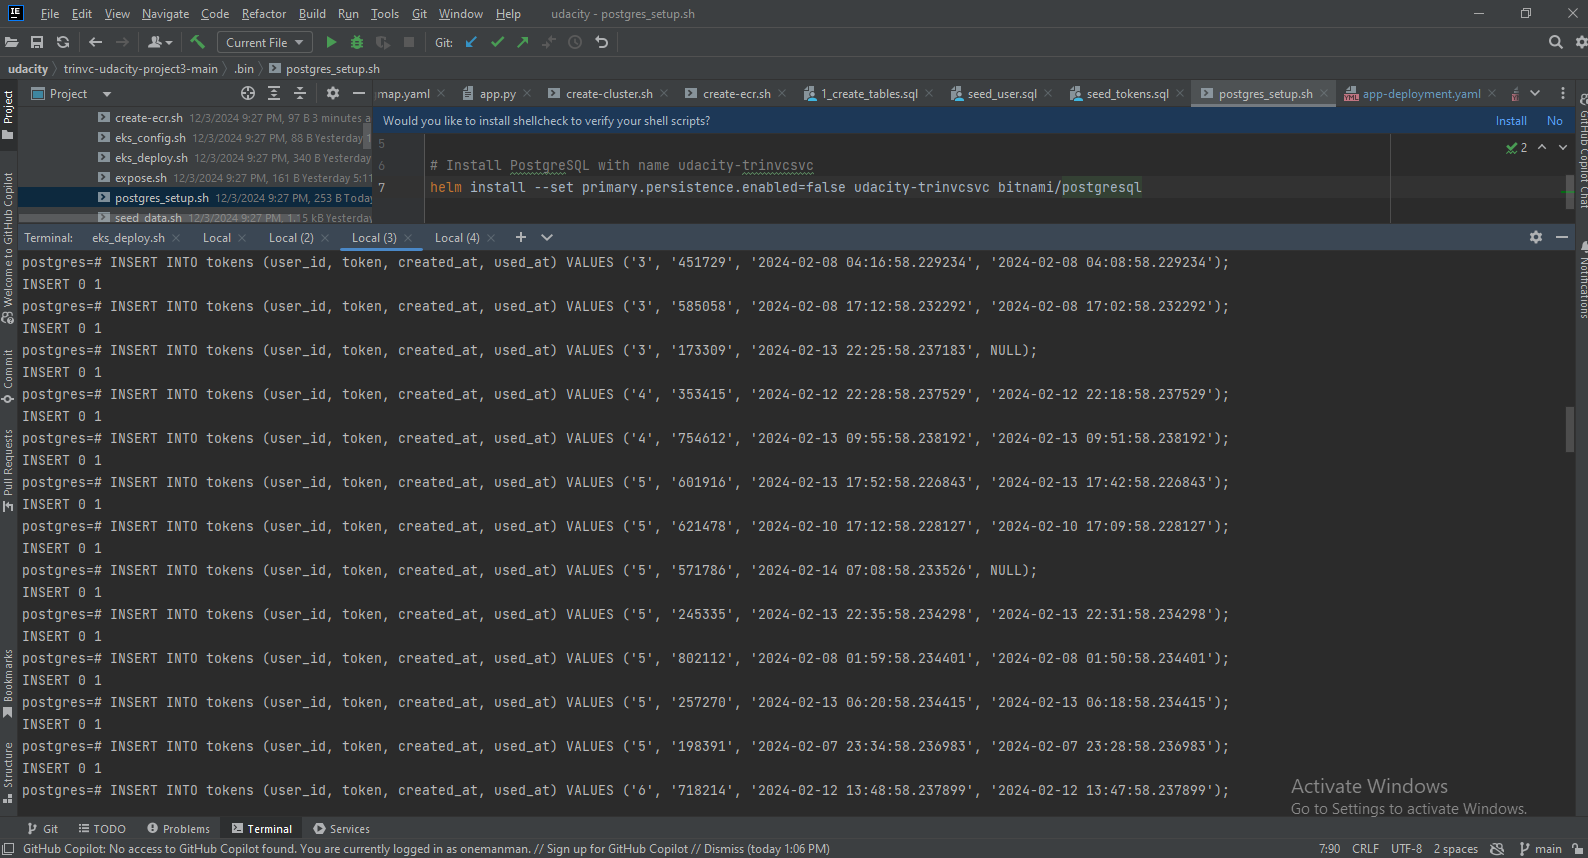 File Edit View Navigate Code Refactor Build Run Tools Git Window Help udacity - postgres_setup.sh
Current File Git:
udacity trinvc-udacity-project3-main .bin postgres_setup.sh
Project map.yaml app.py create-cluster.sh create-ecr.sh 1_create_tables.sql seed_user.sql seed_tokens.sql postgres_setup.sh app-deployment.yaml
create-ecr.sh 12/3/2024 9:27 PM, 97 B 3 minutes a
eks_config.sh 12/3/2024 9:27 PM, 88 B Yesterday
eks_deploy.sh 12/3/2024 9:27 PM, 340 B Yesterday
expose.sh 12/3/2024 9:27 PM, 161 B Yesterday 5:11
postgres_setup.sh 12/3/2024 9:27 PM, 253 B Today
seed_data.sh 12/3/2024 9:27 PM, 1.15 kB Yesterday
Would you like to install shellcheck to verify your shell scripts? Install No
5
6 # Install PostgreSQL with name udacity-trinvcsvc
7 helm install --set primary.persistence.enabled=false udacity-trinvcsvc bitnami/postgresql
2
Terminal: eks_deploy.sh Local Local (2) Local (3) Local (4)
postgres=# INSERT INTO tokens (user_id, token, created_at, used_at) VALUES ('3', '451729', '2024-02-08 04:16:58.229234', '2024-02-08 04:08:58.229234');
INSERT 0 1
postgres=# INSERT INTO tokens (user_id, token, created_at, used_at) VALUES ('3', '585058', '2024-02-08 17:12:58.232292', '2024-02-08 17:02:58.232292');
INSERT 0 1
postgres=# INSERT INTO tokens (user_id, token, created_at, used_at) VALUES ('3', '173309', '2024-02-13 22:25:58.237183', NULL);
INSERT 0 1
postgres=# INSERT INTO tokens (user_id, token, created_at, used_at) VALUES ('4', '353415', '2024-02-12 22:28:58.237529', '2024-02-12 22:18:58.237529');
INSERT 0 1
postgres=# INSERT INTO tokens (user_id, token, created_at, used_at) VALUES ('4', '754612', '2024-02-13 09:55:58.238192', '2024-02-13 09:51:58.238192');
INSERT 0 1
postgres=# INSERT INTO tokens (user_id, token, created_at, used_at) VALUES ('5', '601916', '2024-02-13 17:52:58.226843', '2024-02-13 17:42:58.226843');
INSERT 0 1
postgres=# INSERT INTO tokens (user_id, token, created_at, used_at) VALUES ('5', '621478', '2024-02-10 17:12:58.228127', '2024-02-10 17:09:58.228127');
INSERT 0 1
postgres=# INSERT INTO tokens (user_id, token, created_at, used_at) VALUES ('5', '571786', '2024-02-14 07:08:58.233526', NULL);
INSERT 0 1
postgres=# INSERT INTO tokens (user_id, token, created_at, used_at) VALUES ('5', '245335', '2024-02-13 22:35:58.234298', '2024-02-13 22:31:58.234298');
INSERT 0 1
postgres=# INSERT INTO tokens (user_id, token, created_at, used_at) VALUES ('5', '802112', '2024-02-08 01:59:58.234401', '2024-02-08 01:50:58.234401');
INSERT 0 1
postgres=# INSERT INTO tokens (user_id, token, created_at, used_at) VALUES ('5', '257270', '2024-02-13 06:20:58.234415', '2024-02-13 06:18:58.234415');
INSERT 0 1
postgres=# INSERT INTO tokens (user_id, token, created_at, used_at) VALUES ('5', '198391', '2024-02-07 23:34:58.236983', '2024-02-07 23:28:58.236983');
INSERT 0 1
postgres=# INSERT INTO tokens (user_id, token, created_at, used_at) VALUES ('6', '718214', '2024-02-12 13:48:58.237899', '2024-02-12 13:47:58.237899');
Activate Windows
Go to Settings to activate Windows.
Project
Welcome to GitHub Copilot
Commit
Pull Requests
Bookmarks
Structure
GitHub Copilot Chat
Notifications
Git TODO Problems Terminal Services
GitHub Copilot: No access to GitHub Copilot found. You are currently logged in as onemanman. // Sign up for GitHub Copilot // Dismiss (today 1:06 PM) 7:90 CRLF UTF-8 2 spaces main